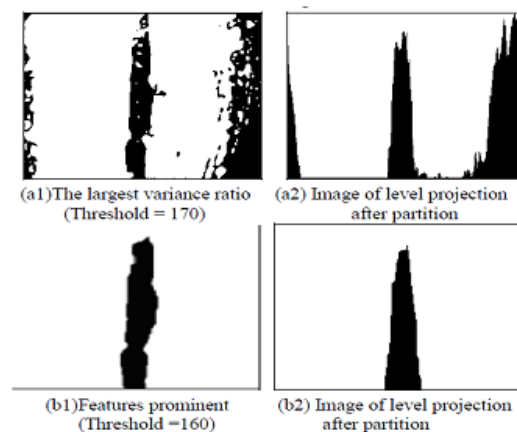 (a1)The largest variance ratio
(Threshold = 170)
(a2) Image of level projection
after partition
(b1)Features prominent
(Threshold =160)
(b2) Image of level projection
after partition